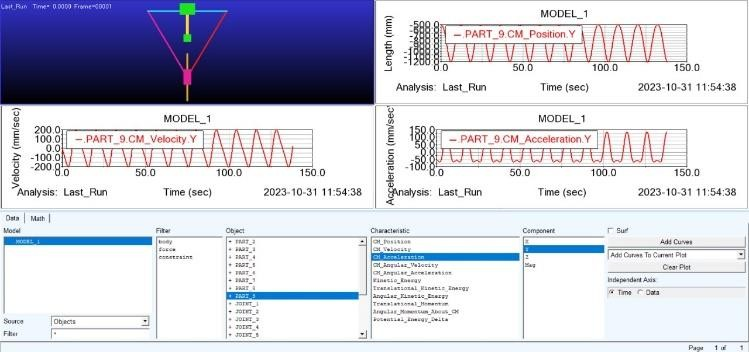 Last_Run Time= 0.0000 Frame=00001
MODEL_1
PART_9.CM_Position.Y
Length (mm)
-500.0
-600.0
-700.0
-800.0
-900.0
-1000.0
-1100.0
-1200.0
0.0 50.0 100.0 150.0
Analysis: Last_Run Time (sec) 2023-10-31 11:54:38
MODEL_1
.PART_9.CM_Velocity.Y
Velocity (mm/sec)
200.0
100.0
0.0
-100.0
-200.0
0.0 50.0 100.0 150.0
Analysis: Last_Run Time (sec) 2023-10-31 11:54:38
MODEL_1
.PART_9.CM_Acceleration.Y
Acceleration (mm/sec
150.0
100.0
50.0
0.0
-50.0
-100.0
0.0 50.0 100.0 150.0
Analysis: Last_Run Time (sec) 2023-10-31 11:54:38
Data Math
Model
MODEL_1
Source Objects
Filter *
Filter
body
force
constraint
Object
+ PART_2
+ PART_3
+ PART_4
+ PART_5
+ PART_6
+ PART_7
+ PART_8
+ PART_9
+ JOINT_1
+ JOINT_2
+ JOINT_3
+ JOINT_4
+ JOINT_5
Characteristic
CM_Position
CM_Velocity
CM_Acceleration
CM_Angular_Velocity
CM_Angular_Acceleration
Kinetic_Energy
Translational_Kinetic_Energy
Angular_Kinetic_Energy
Translational_Momentum
Angular_Momentum_About_CM
Potential_Energy_Delta
Component
X
Y
Z
Mag
Surf
Add Curves
Add Curves To Current Plot
Clear Plot
Independent Axis:
Time Data
Page 1 of 1